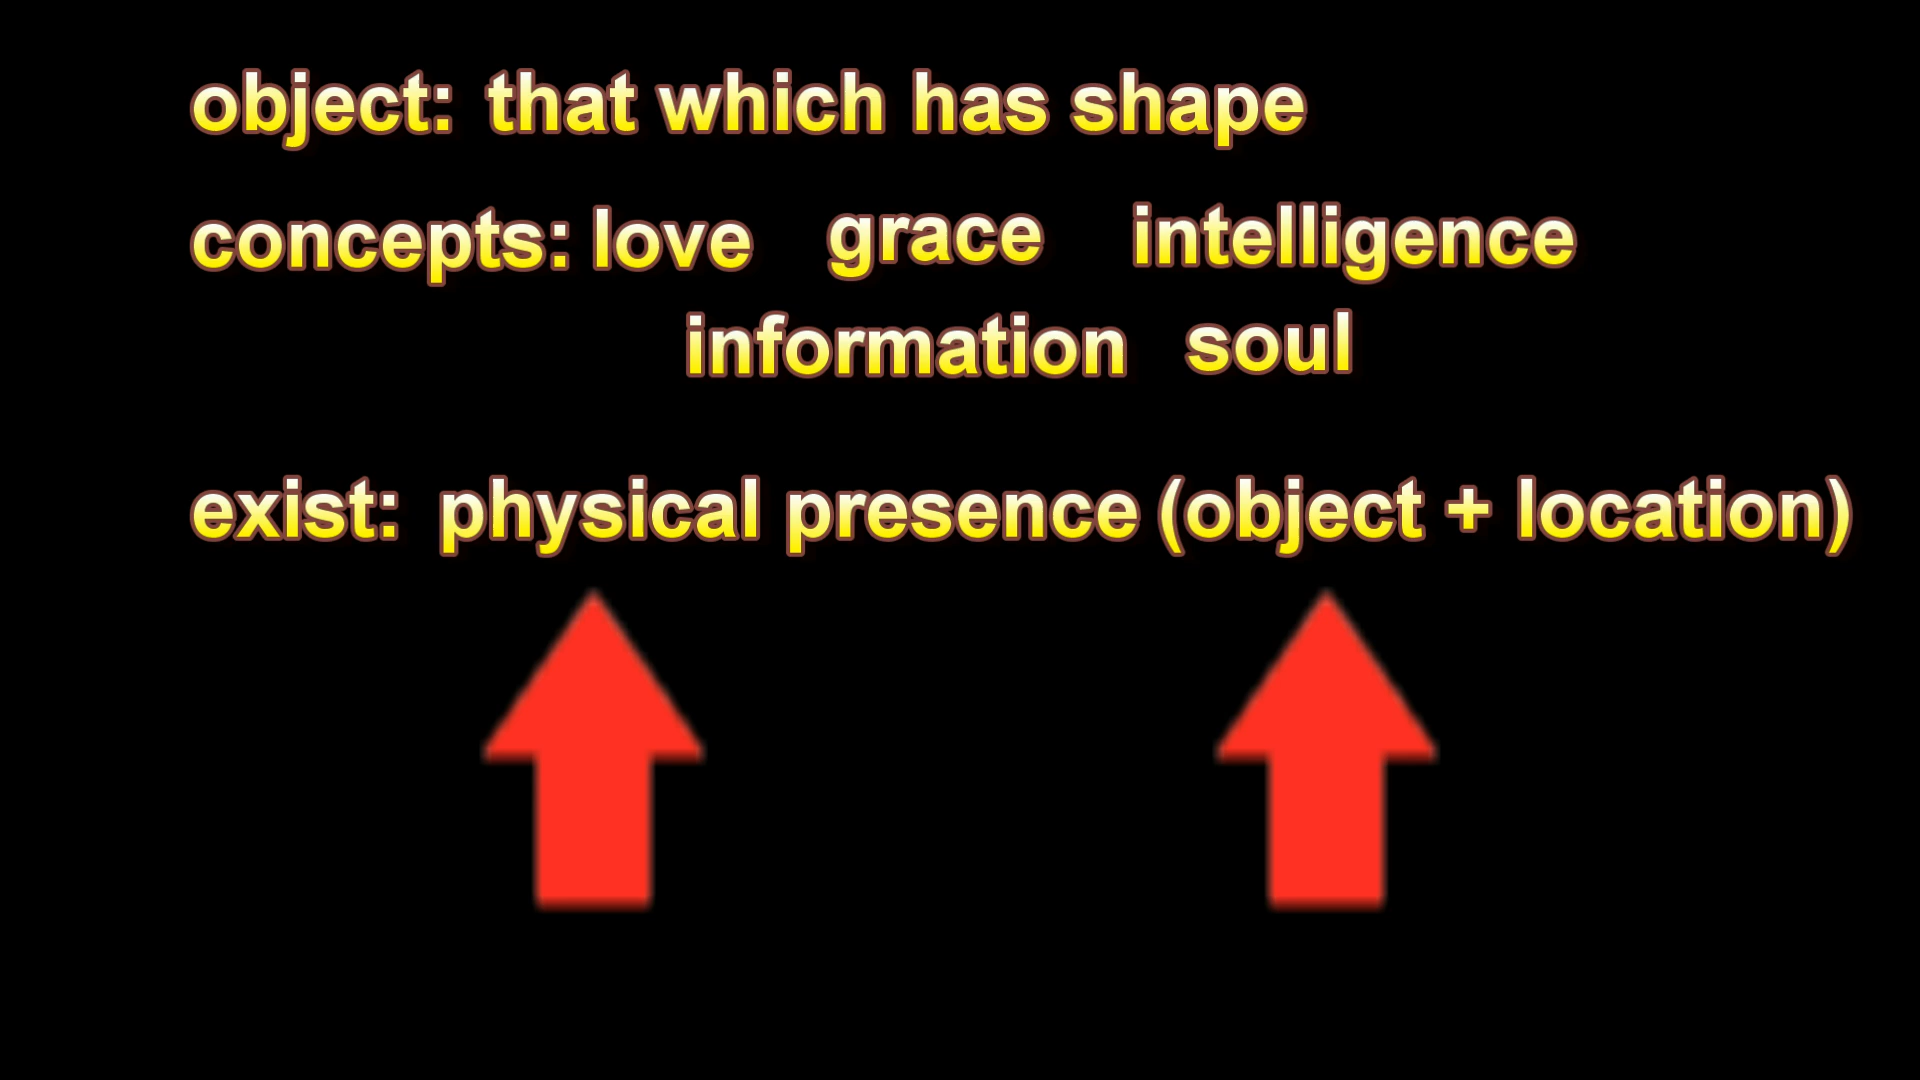 object: that which has shape
concepts: love grace intelligence
information soul
exist: physical presence (object + location)